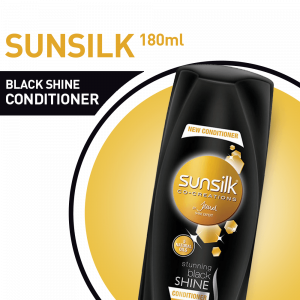 SUNSILK 180ml
BLACK SHINE
CONDITIONER
NEW CONDITIONER
sunsilk
CO-CREATIONS
stunning
black
SHINE
CONDITIONER